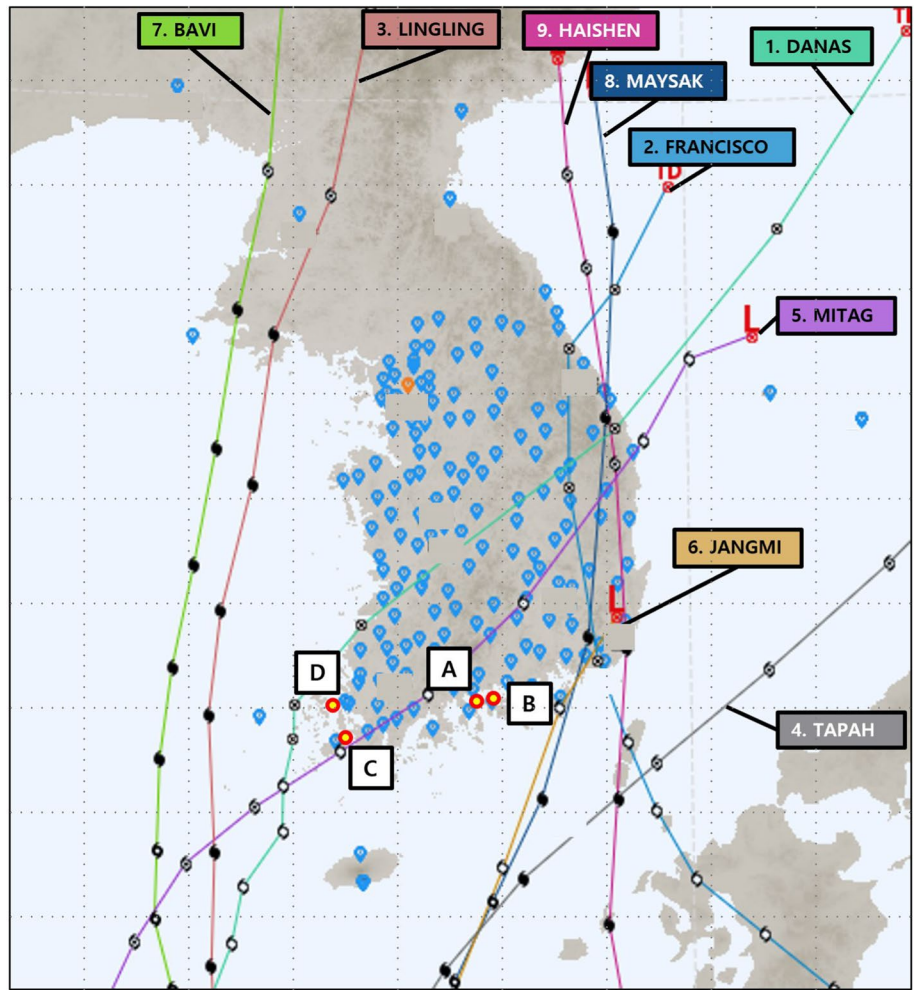 7. BAVI
3. LINGLING
9. HAISHEN
1. DANAS
8. MAYSAK
2. FRANCISCO
TD
L
5. MITAG
6. JANGMI
L
D
A
B
C
4. TAPAH